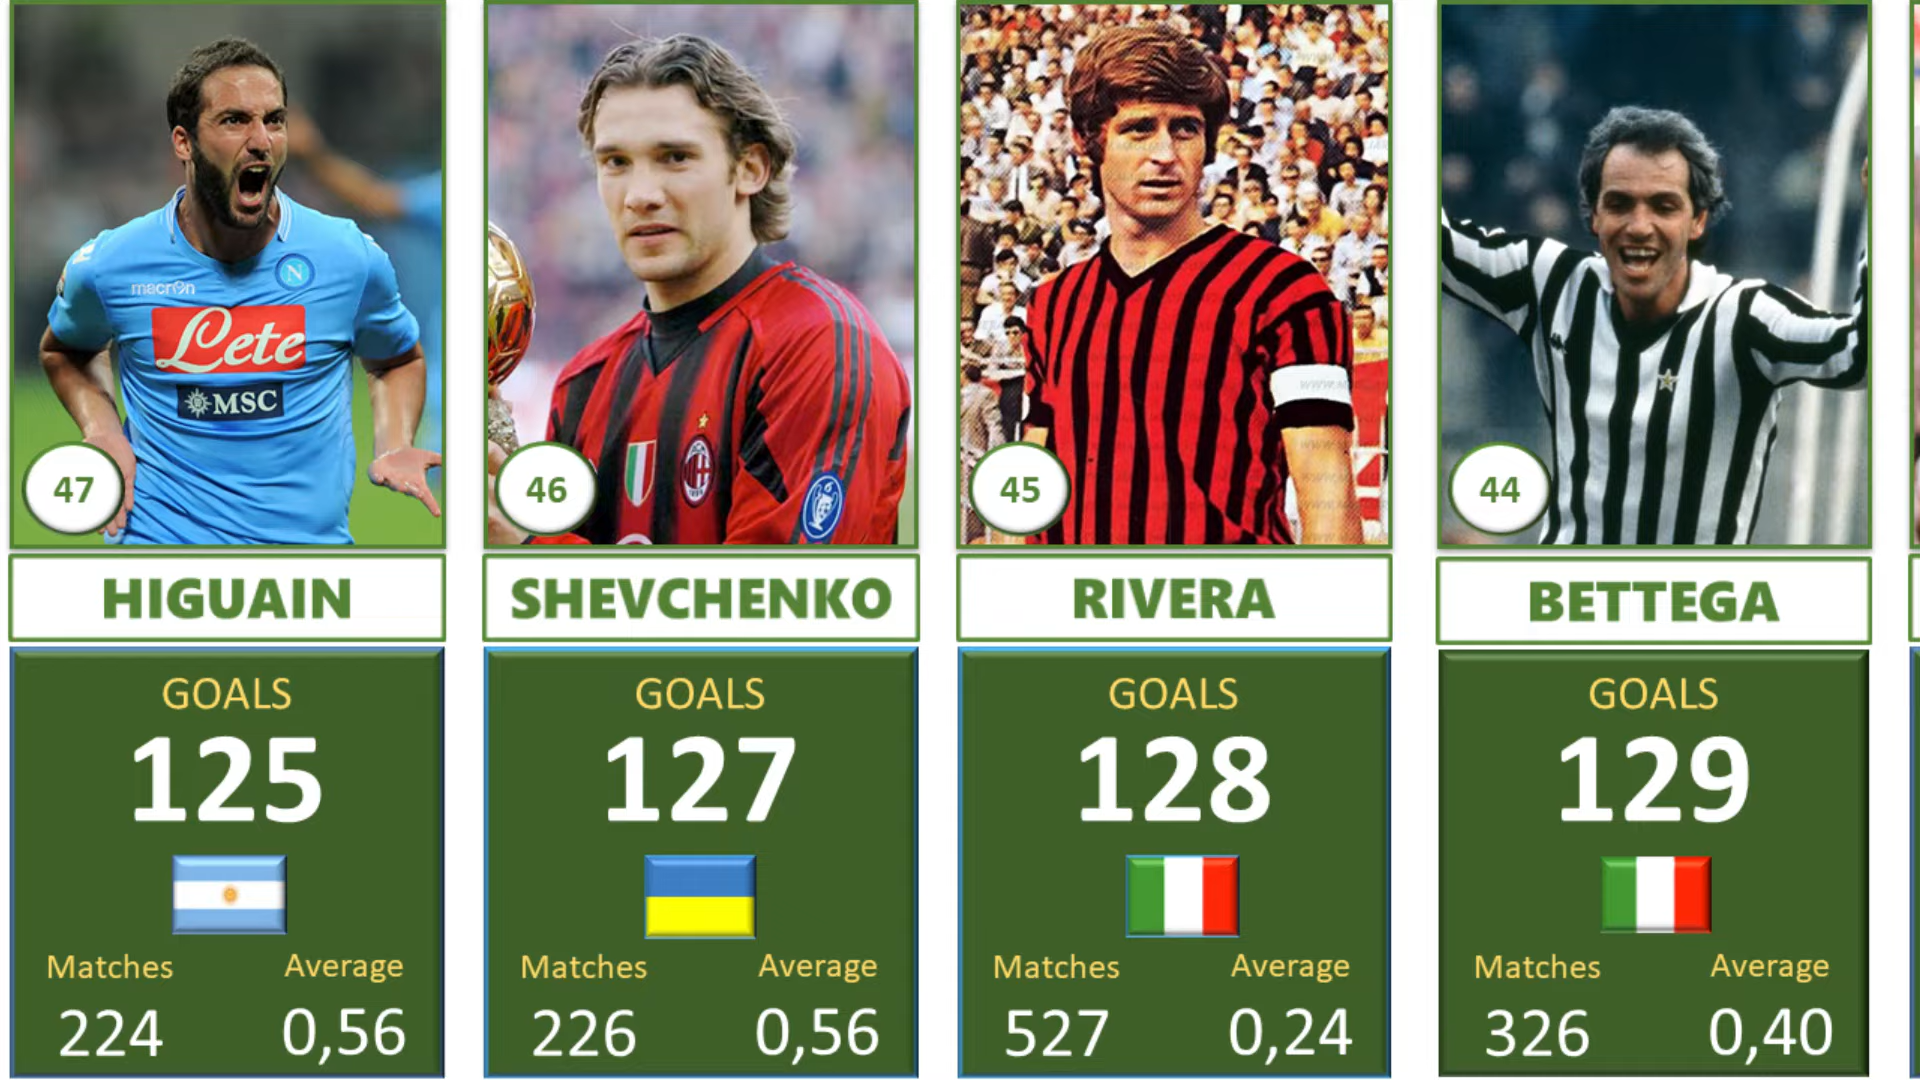 macron
N
Lete
MSC
47
HIGUAIN
GOALS
125
Matches Average
224 0,56
46
SHEVCHENKO
GOALS
127
Matches Average
226 0,56
45
RIVERA
GOALS
128
Matches Average
527 0,24
44
BETTEGA
GOALS
129
Matches Average
326 0,40